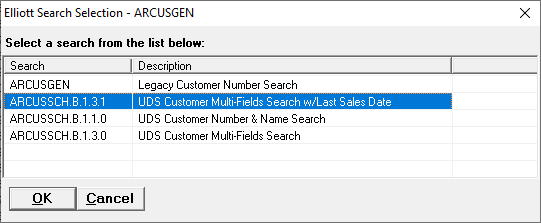 Elliott Search Selection - ARCUSGEN
Select a search from the list below:
Search Description
ARCUSGEN Legacy Customer Number Search
ARCUSSCH.B.1.3.1 UDS Customer Multi-Fields Search w/Last Sales Date
ARCUSSCH.B.1.1.0 UDS Customer Number & Name Search
ARCUSSCH.B.1.3.0 UDS Customer Multi-Fields Search
OK Cancel